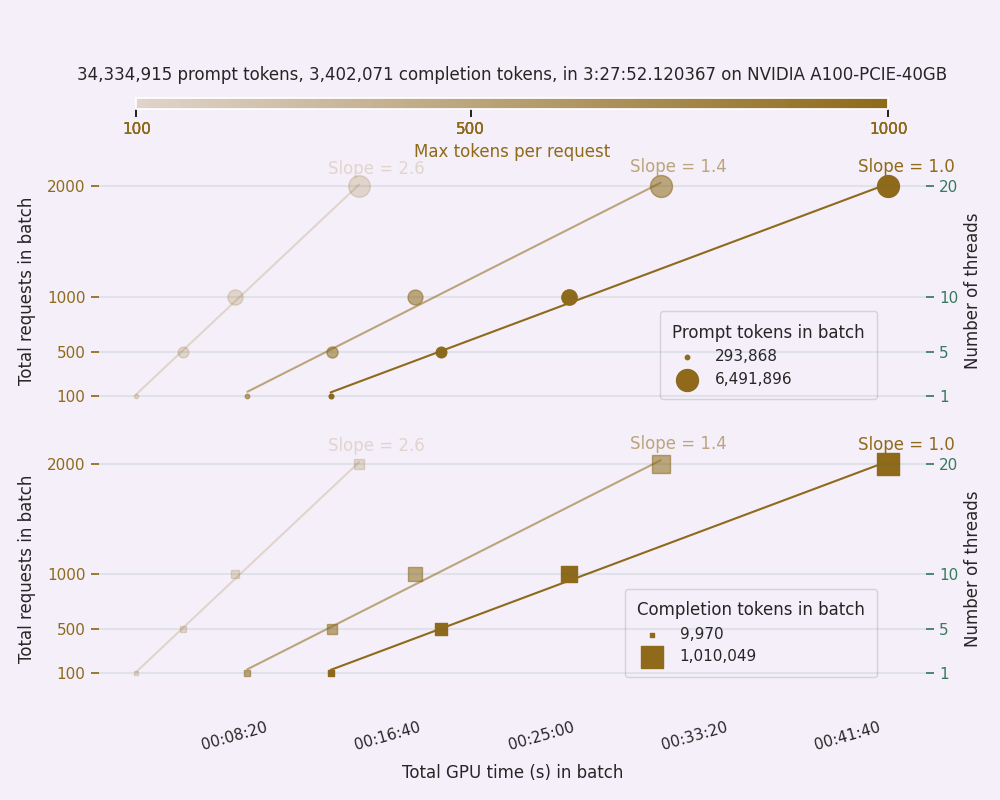 34,334,915 prompt tokens, 3,402,071 completion tokens, in 3:27:52.120367 on NVIDIA A100-PCIE-40GB
100 500 1000
Max tokens per request
Slope = 2.6 Slope = 1.4 Slope = 1.0
Total requests in batch
2000
1000
500
100
20
10
5
1
Number of threads
Prompt tokens in batch
293,868
6,491,896
Slope = 2.6 Slope = 1.4 Slope = 1.0
Total requests in batch
2000
1000
500
100
20
10
5
1
Number of threads
Completion tokens in batch
9,970
1,010,049
00:08:20 00:16:40 00:25:00 00:33:20 00:41:40
Total GPU time (s) in batch